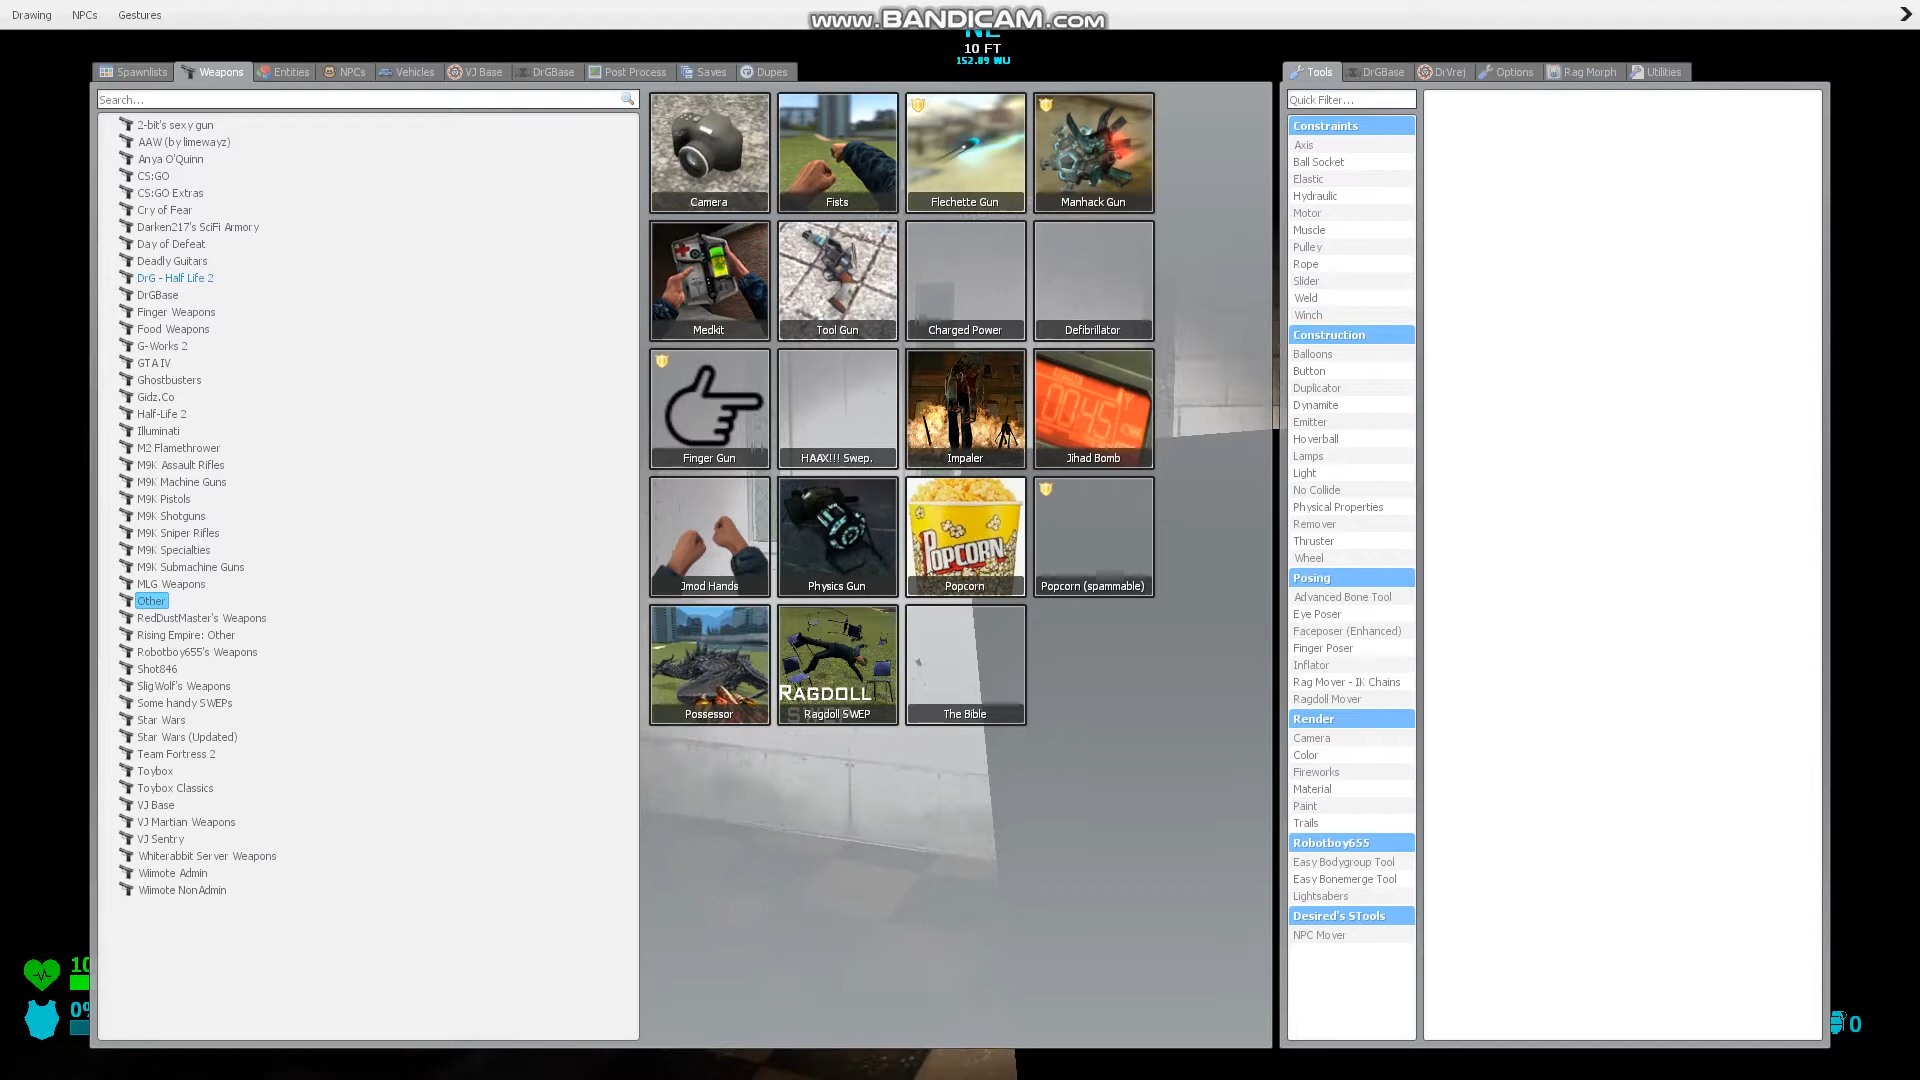 Drawing NPCs Gestures
www.BANDICAM.com
NE
10 FT
152.89 WU
Spawnlists Weapons Entities NPCs Vehicles VJ Base DrGBase Post Process Saves Dupes
Search...
2-bit's sexy gun
AAW (by limewayz)
Anya O'Quinn
CS:GO
CS:GO Extras
Cry of Fear
Darken217's SciFi Armory
Day of Defeat
Deadly Guitars
DrG - Half Life 2
DrGBase
Finger Weapons
Food Weapons
G-Works 2
GTA IV
Ghostbusters
Gidz.Co
Half-Life 2
Illuminati
M2 Flamethrower
M9K Assault Rifles
M9K Machine Guns
M9K Pistols
M9K Shotguns
M9K Sniper Rifles
M9K Specialties
M9K Submachine Guns
MLG Weapons
Other
RedDustMaster's Weapons
Rising Empire: Other
Robotboy655's Weapons
Shot846
SligWolf's Weapons
Some handy SWEPs
Star Wars
Star Wars (Updated)
Team Fortress 2
Toybox
Toybox Classics
VJ Base
VJ Martian Weapons
VJ Sentry
Whiterabbit Server Weapons
Wiimote Admin
Wiimote NonAdmin
Camera Fists Flechette Gun Manhack Gun
Medkit Tool Gun Charged Power Defibrillator
00:45
Finger Gun HAAX!!! Swep. Impaler Jihad Bomb
POPCORN
Jmod Hands Physics Gun Popcorn Popcorn (spammable)
RAGDOLL
Possessor Ragdoll SWEP The Bible
Tools DrGBase DrVrej Options Rag Morph Utilities
Quick Filter...
Constraints
Axis
Ball Socket
Elastic
Hydraulic
Motor
Muscle
Pulley
Rope
Slider
Weld
Winch
Construction
Balloons
Button
Duplicator
Dynamite
Emitter
Hoverball
Lamps
Light
No Collide
Physical Properties
Remover
Thruster
Wheel
Posing
Advanced Bone Tool
Eye Poser
Faceposer (Enhanced)
Finger Poser
Inflator
Rag Mover - IK Chains
Ragdoll Mover
Render
Camera
Color
Fireworks
Material
Paint
Trails
Robotboy655
Easy Bodygroup Tool
Easy Bonemerge Tool
Lightsabers
Desired's STools
NPC Mover
10
0%
0